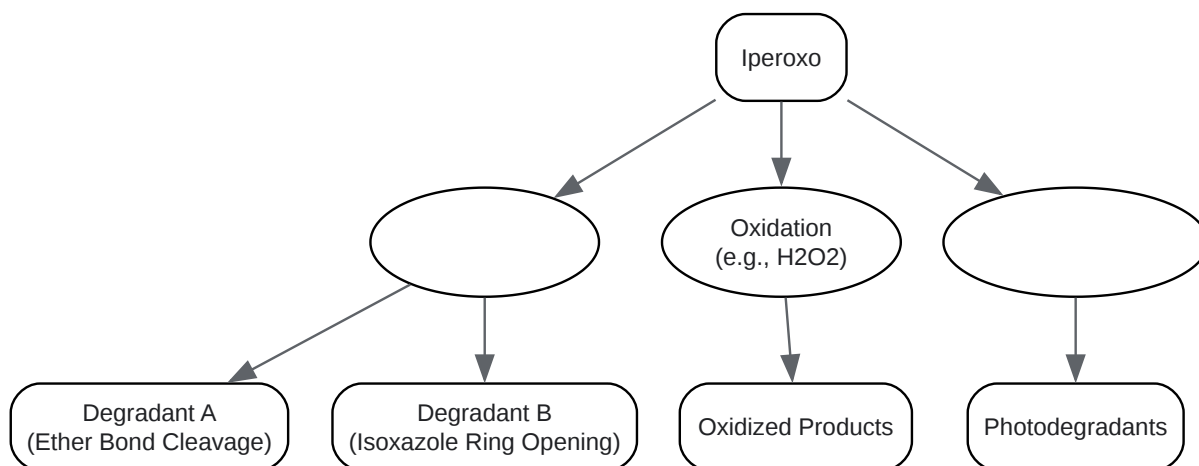 Iperoxo
Oxidation
(e.g., H2O2)
Degradant A
(Ether Bond Cleavage)
Degradant B
(Isoxazole Ring Opening)
Oxidized Products
Photodegradants